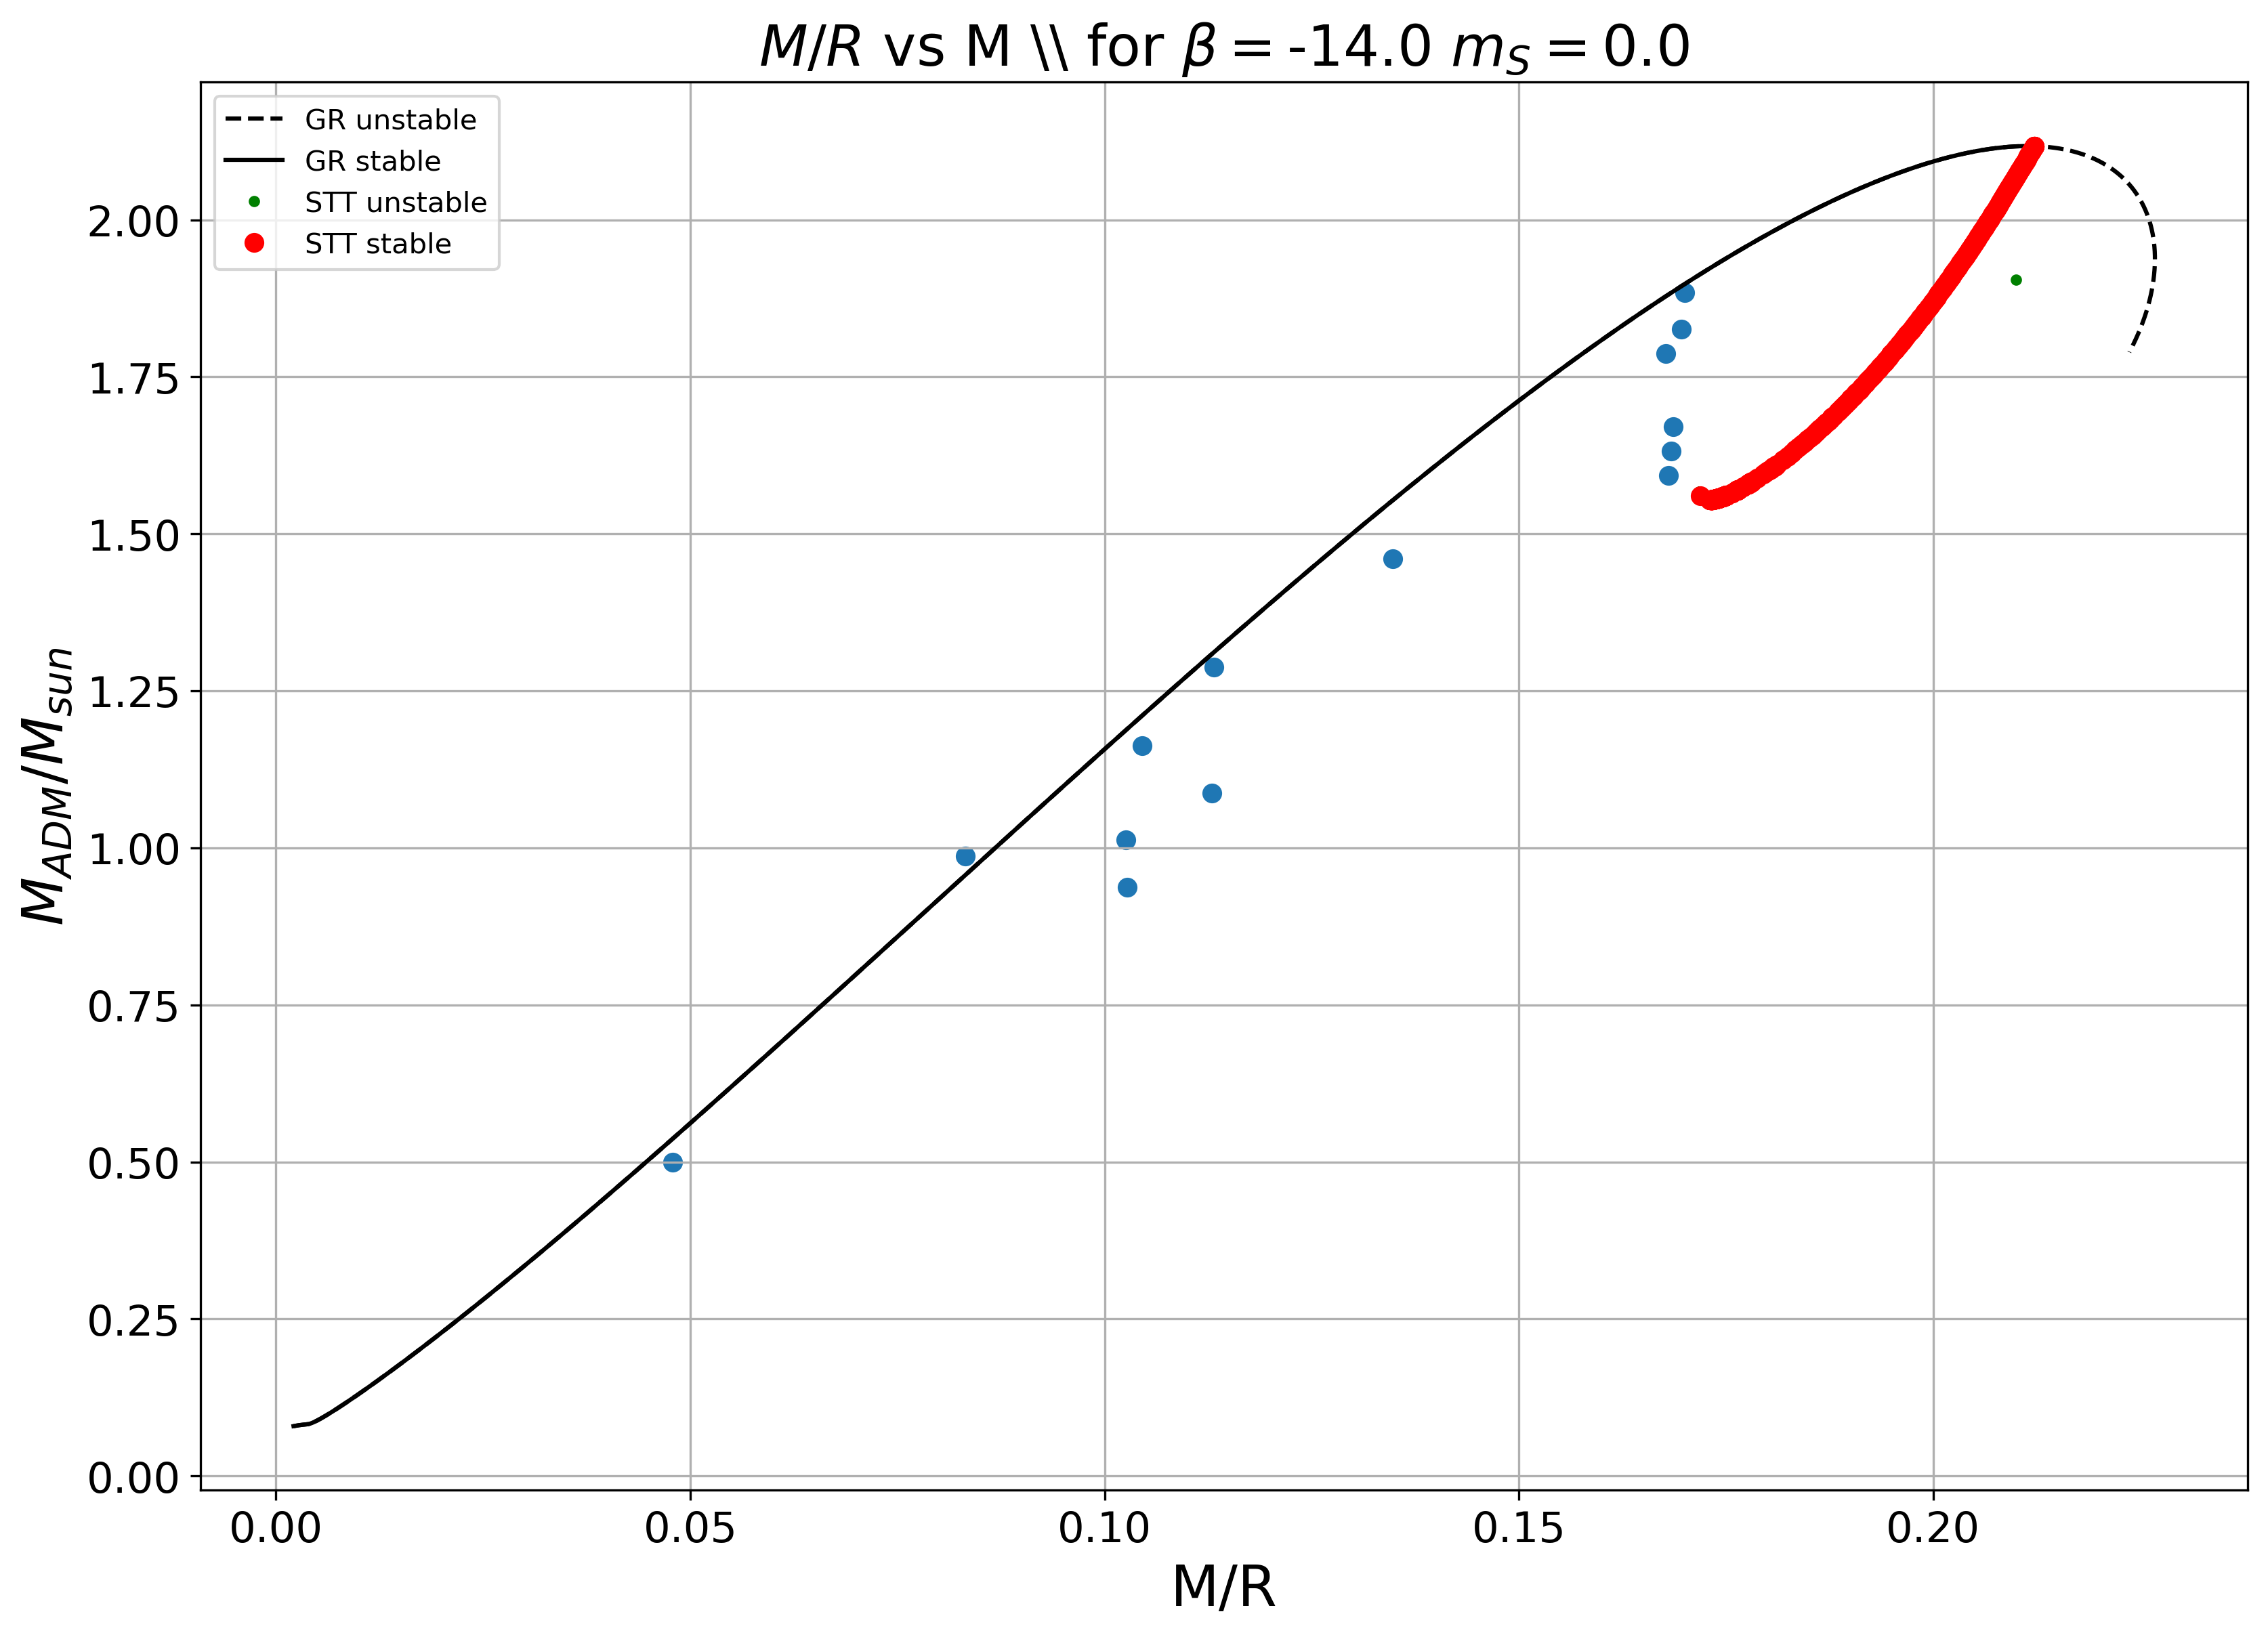 M/R vs M \\ for β = -14.0 m_S = 0.0
GR unstable
GR stable
STT unstable
STT stable
M_ADM/M_sun
2.00
1.75
1.50
1.25
1.00
0.75
0.50
0.25
0.00
0.00 0.05 0.10 0.15 0.20
M/R